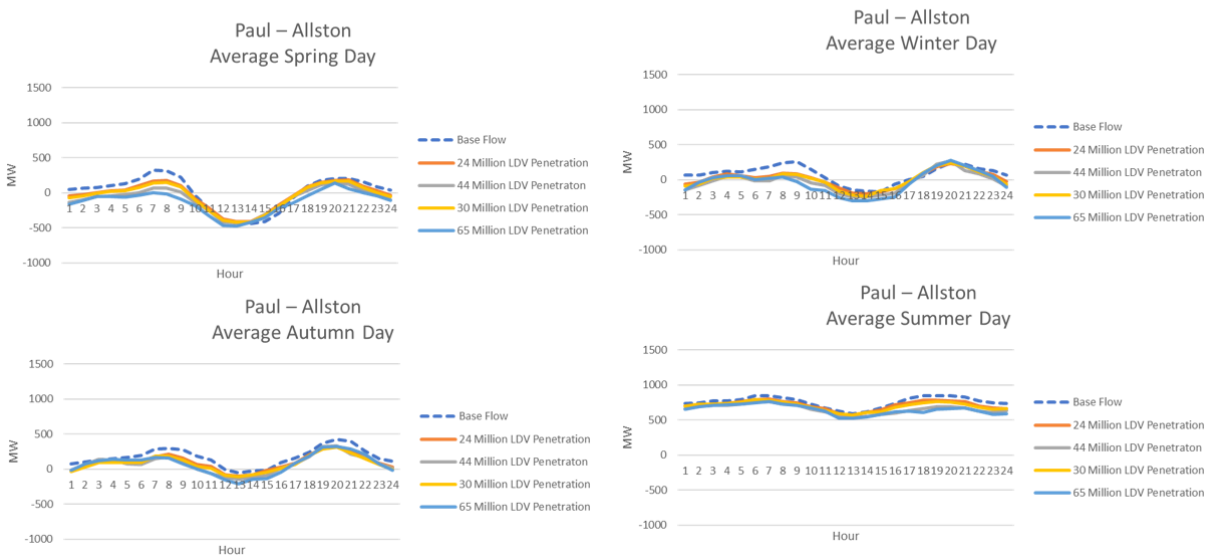 Paul – Allston
Average Spring Day
1500
1000
500
0
-500
-1000
MW
1 2 3 4 5 6 7 8 9 10 11 12 13 14 15 16 17 18 19 20 21 22 23 24
Hour
Base Flow
24 Million LDV Penetration
44 Million LDV Penetration
30 Million LDV Penetration
65 Million LDV Penetration
Paul – Allston
Average Winter Day
1500
1000
500
0
-500
-1000
MW
1 2 3 4 5 6 7 8 9 10 11 12 13 14 15 16 17 18 19 20 21 22 23 24
Hour
Base Flow
24 Million LDV Penetration
44 Million LDV Penetraton
30 Million LDV Penetration
65 Million LDV Penetration
Paul – Allston
Average Autumn Day
1500
1000
500
0
-500
-1000
MW
1 2 3 4 5 6 7 8 9 10 11 12 13 14 15 16 17 18 19 20 21 22 23 24
Hour
Base Flow
24 Million LDV Penetration
44 Million LDV Penetraton
30 Million LDV Penetration
65 Million LDV Penetration
Paul – Allston
Average Summer Day
1500
1000
500
0
-500
-1000
MW
1 2 3 4 5 6 7 8 9 10 11 12 13 14 15 16 17 18 19 20 21 22 23 24
Hour
Base Flow
24 Million LDV Penetration
44 Million LDV Penetraton
30 Million LDV Penetration
65 Million LDV Penetration